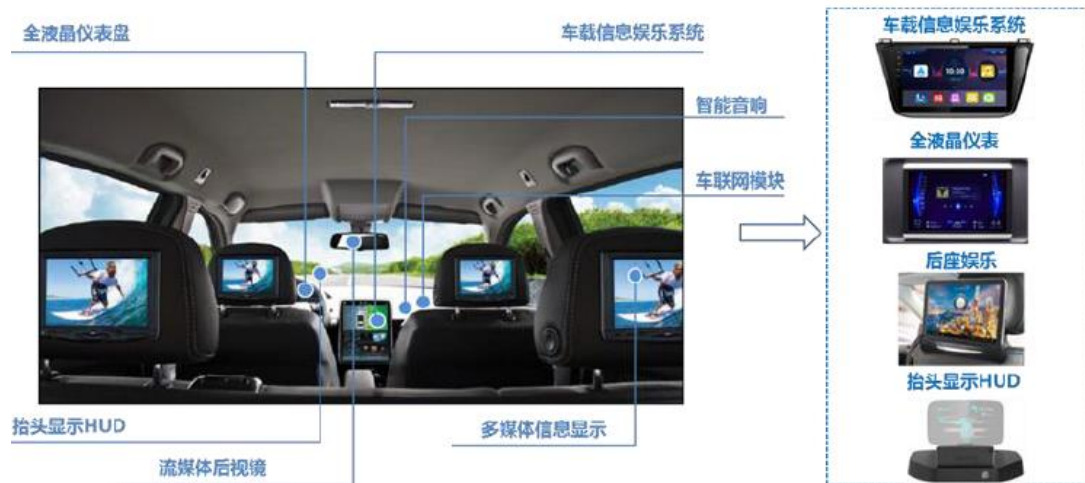 全液晶仪表盘
车载信息娱乐系统
智能音响
车联网模块
抬头显示HUD
多媒体信息显示
流媒体后视镜
车载信息娱乐系统
10:10
全液晶仪表
后座娱乐
抬头显示HUD